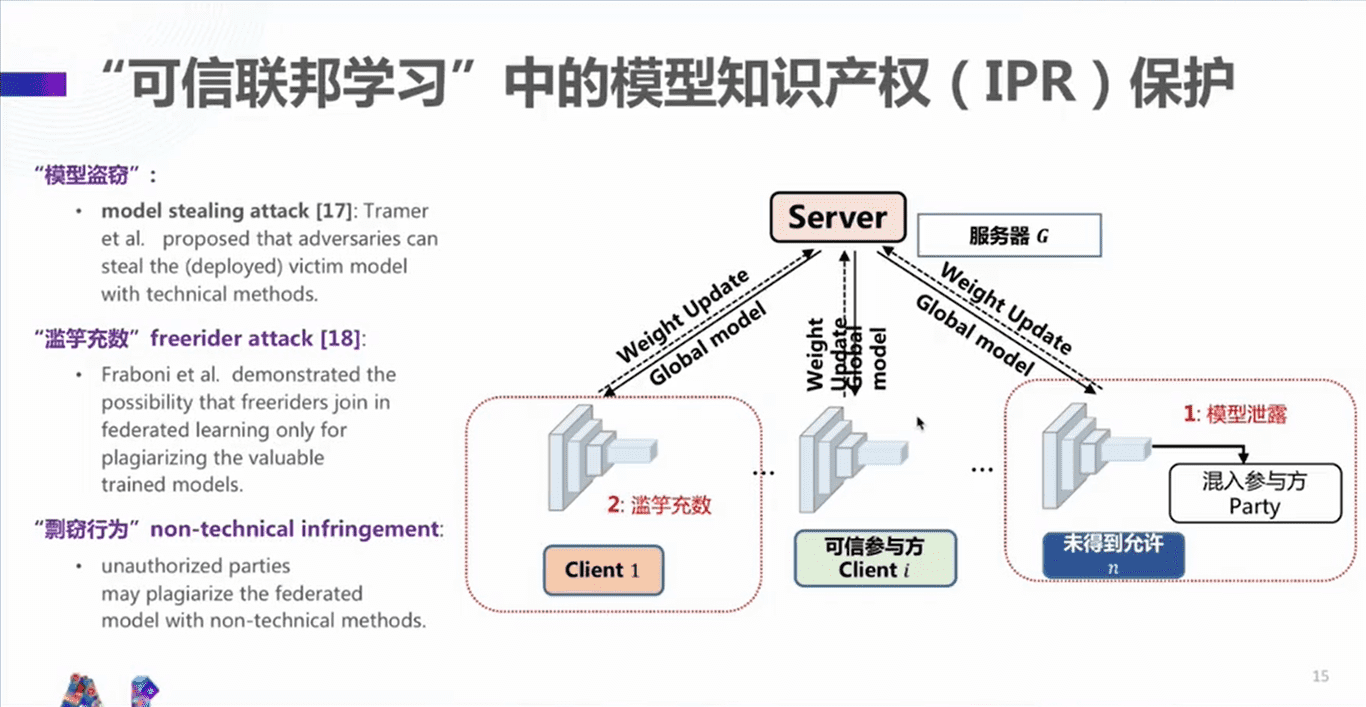 “可信联邦学习”中的模型知识产权（IPR）保护
“模型盗窃”：
• model stealing attack [17]: Tramer
et al. proposed that adversaries can
steal the (deployed) victim model
with technical methods.
“滥竽充数” freerider attack [18]:
• Fraboni et al. demonstrated the
possibility that freeriders join in
federated learning only for
plagiarizing the valuable
trained models.
“剽窃行为” non-technical infringement:
• unauthorized parties
may plagiarize the federated
model with non-technical methods.
Server
服务器 G
Weight Update
Global model
Weight
Update
Global
model
Weight Update
Global model
2: 滥竽充数
Client 1
...
可信参与方
Client i
...
1: 模型泄露
混入参与方
Party
未得到允许
n
15